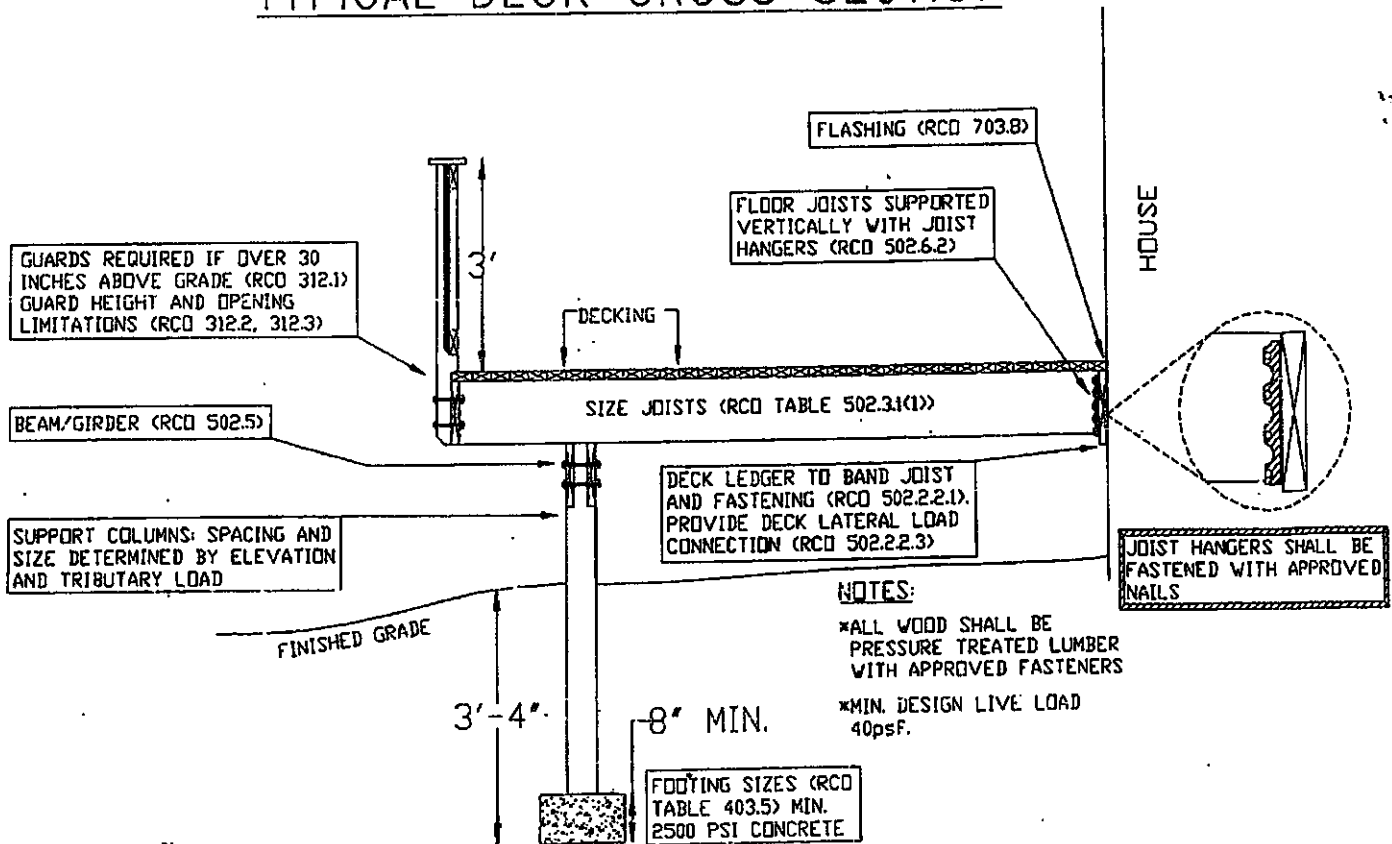 TYPICAL DECK CROSS SECTION
FLASHING (RCO 703.8)
FLOOR JOISTS SUPPORTED
VERTICALLY WITH JOIST
HANGERS (RCO 502.6.2)
HOUSE
GUARDS REQUIRED IF OVER 30
INCHES ABOVE GRADE (RCO 312.1)
GUARD HEIGHT AND OPENING
LIMITATIONS (RCO 312.2, 312.3)
3'
DECKING
SIZE JOISTS (RCO TABLE 502.3.1(1))
BEAM/GIRDER (RCO 502.5)
DECK LEDGER TO BAND JOIST
AND FASTENING (RCO 502.2.2.1).
PROVIDE DECK LATERAL LOAD
CONNECTION (RCO 502.2.2.3)
SUPPORT COLUMNS: SPACING AND
SIZE DETERMINED BY ELEVATION
AND TRIBUTARY LOAD
JOIST HANGERS SHALL BE
FASTENED WITH APPROVED
NAILS
FINISHED GRADE
NOTES:
*ALL WOOD SHALL BE
PRESSURE TREATED LUMBER
WITH APPROVED FASTENERS
*MIN. DESIGN LIVE LOAD
40psF.
3'-4"
8" MIN.
FOOTING SIZES (RCO
TABLE 403.5) MIN.
2500 PSI CONCRETE